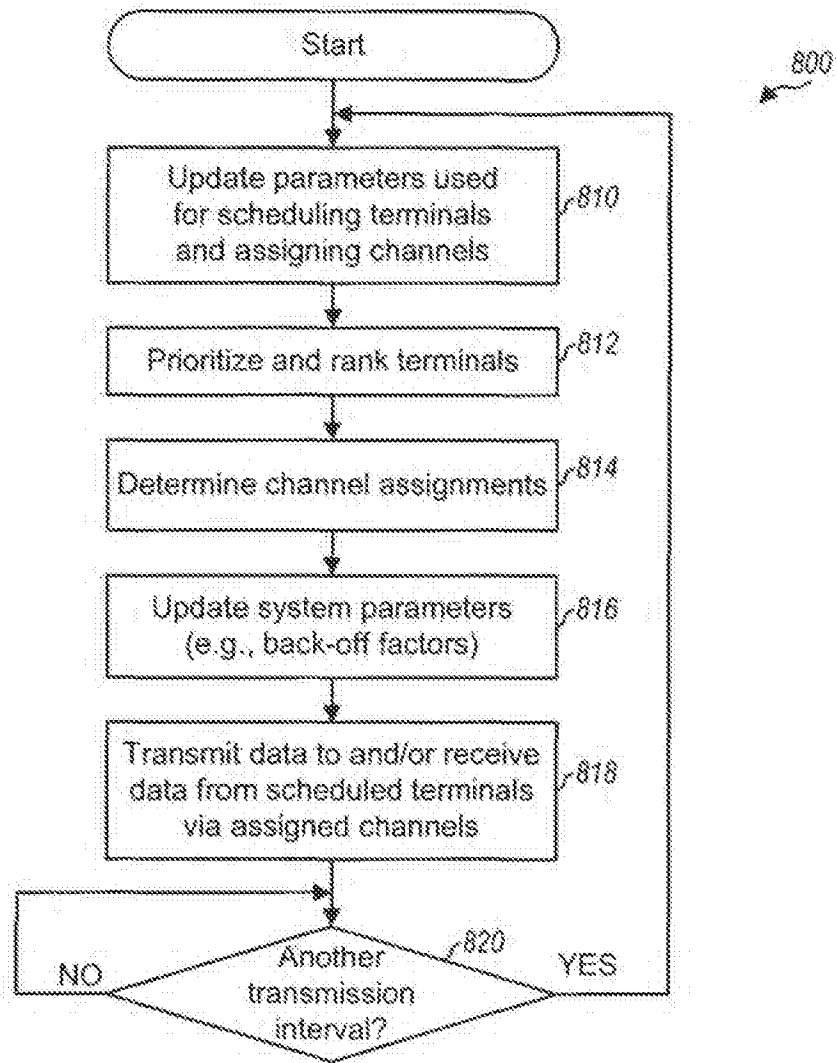 Start
800
Update parameters used
for scheduling terminals
and assigning channels
810
Prioritize and rank terminals
812
Determine channel assignments
814
Update system parameters
(e.g., back-off factors)
816
Transmit data to and/or receive
data from scheduled terminals
via assigned channels
818
820
NO
Another
transmission
interval?
YES